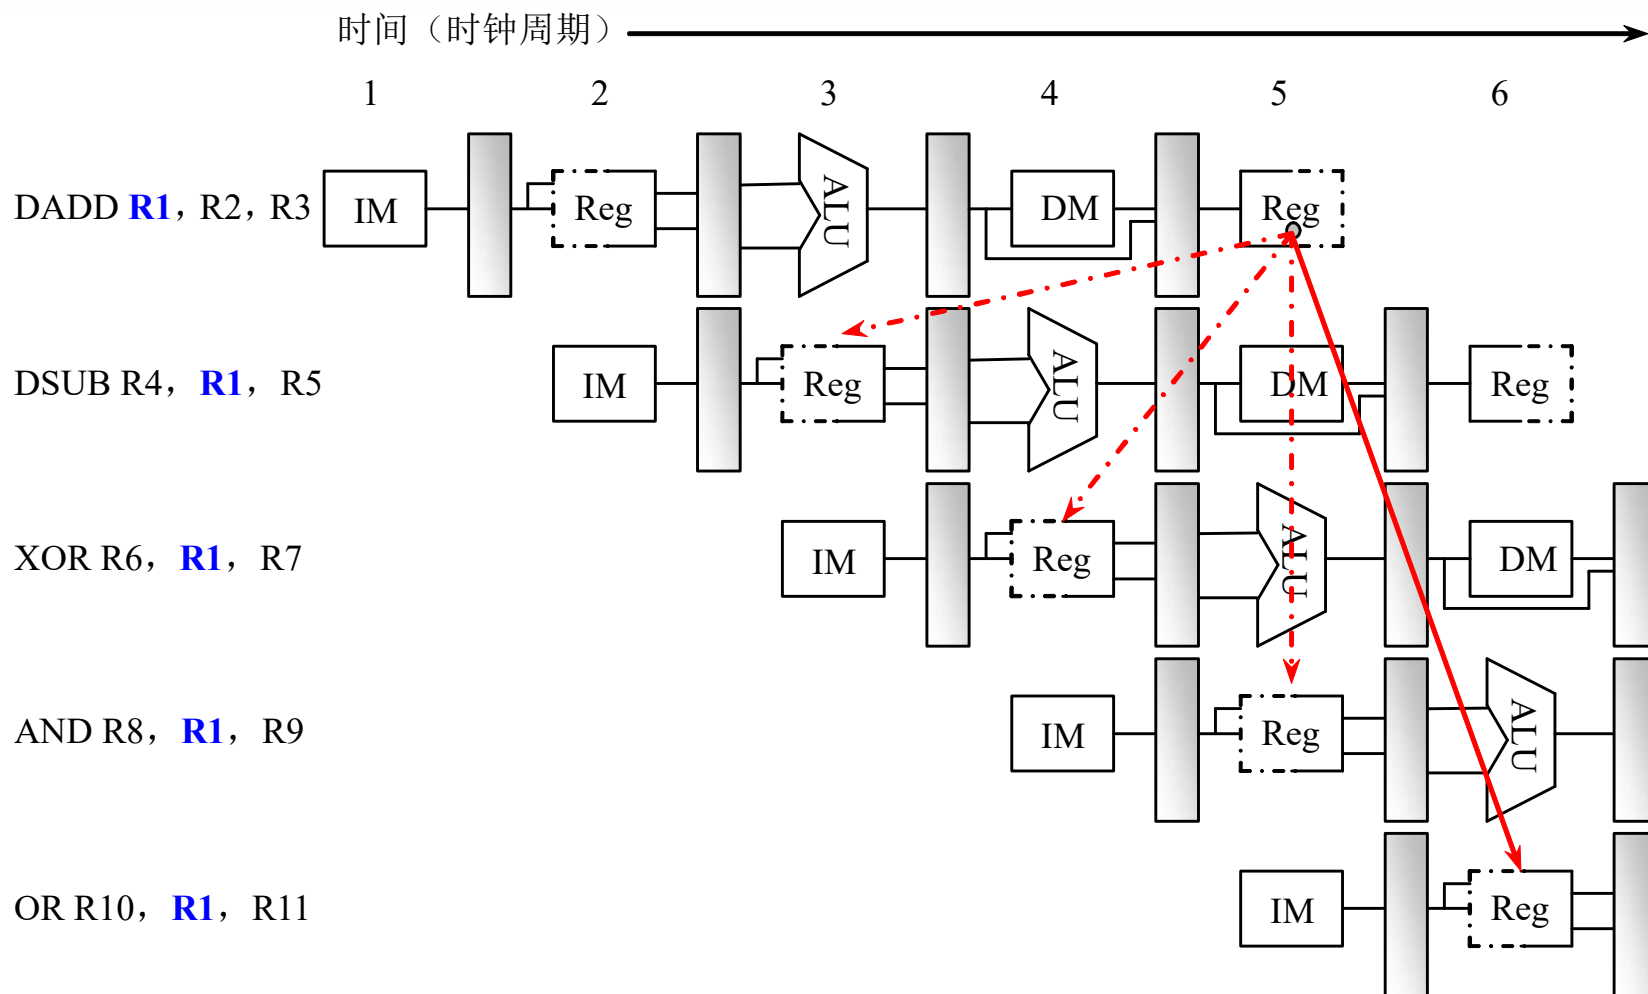 时间（时钟周期）
1 2 3 4 5 6
DADD R1，R2，R3 IM Reg ALU DM Reg
DSUB R4，R1，R5 IM Reg ALU DM Reg
XOR R6，R1，R7 IM Reg ALU DM
AND R8，R1，R9 IM Reg ALU
OR R10，R1，R11 IM Reg